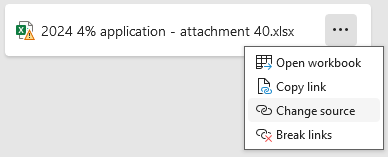 2024 4% application - attachment 40.xlsx
Open workbook
Copy link
Change source
Break links